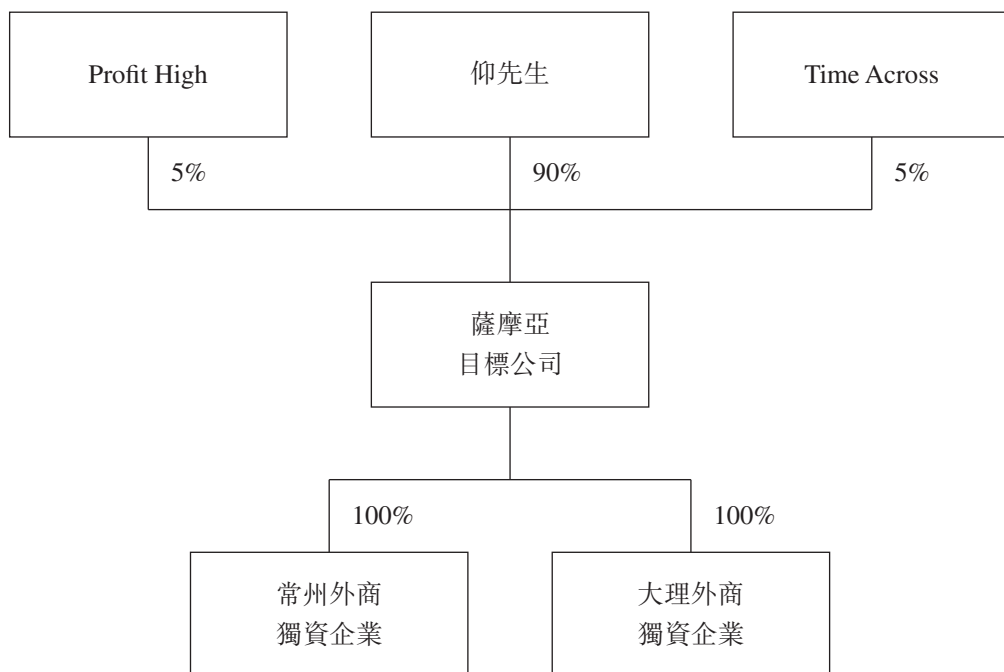 Profit High
仰先生
Time Across
5%
90%
5%
薩摩亞
目標公司
100%
100%
常州外商
獨資企業
大理外商
獨資企業